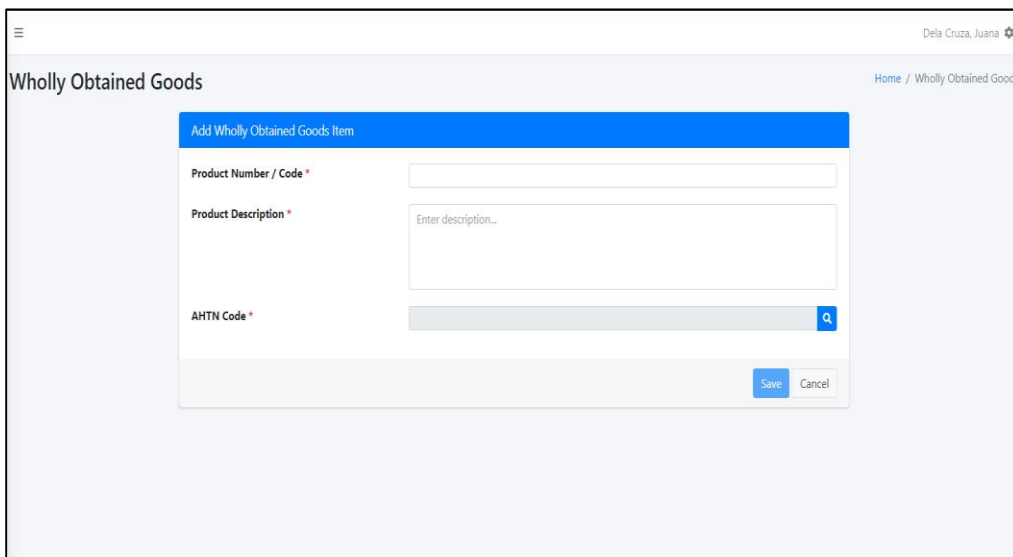 Dela Cruza, Juana
Wholly Obtained Goods
Home / Wholly Obtained Good
Add Wholly Obtained Goods Item
Product Number / Code *
Product Description *
Enter description...
AHTN Code *
Save Cancel